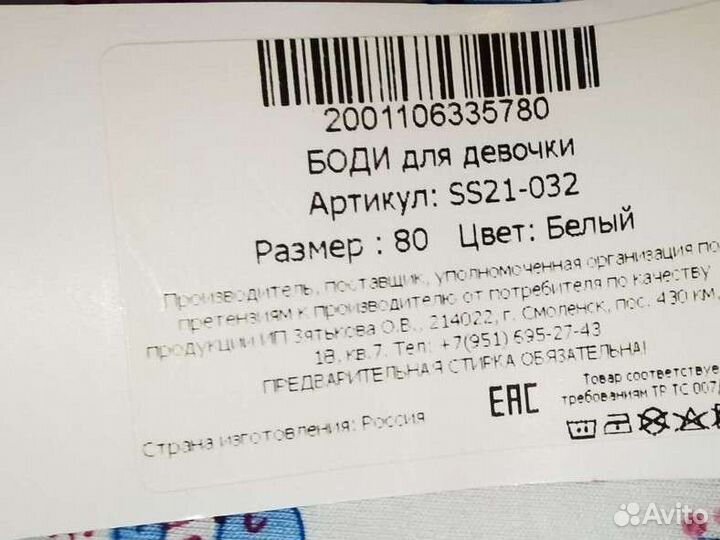 2001106335780
БОДИ для девочки
Артикул: SS21-032
Размер : 80 Цвет: Белый
Производитель, поставщик, уполномоченная организация по
претензиям к производителю от потребителя по качеству
продукции ИП Зятькова О.В., 214022, г. Смоленск, пос. 430 км,
18, кв.7. Тел: +7(951) 695-27-43
ПРЕДВАРИТЕЛЬНАЯ СТИРКА ОБЯЗАТЕЛЬНА!
Товар соответствуе
требованиям ТР ТС 007/
EAC
Страна изготовления: Россия
Avito